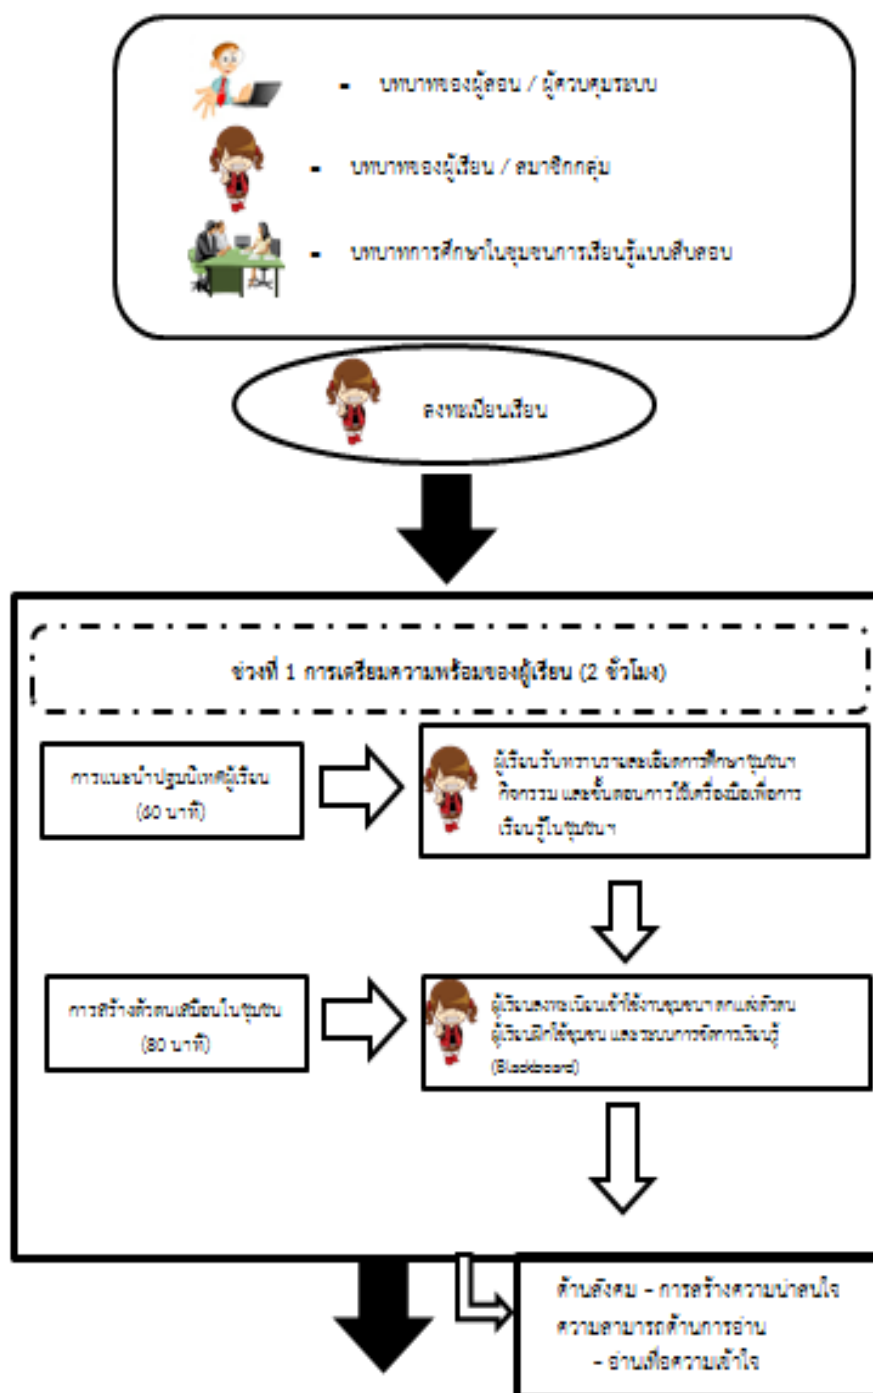 - บทบาทของผู้สอน / ผู้ควบคุมระบบ
- บทบาทของผู้เรียน / สมาชิกกลุ่ม
- บทบาทการศึกษาในชุมชนการเรียนรู้แบบสืบสอบ
ลงทะเบียนเรียน
ช่วงที่ 1 การเตรียมความพร้อมของผู้เรียน (2 ชั่วโมง)
การแนะนำปฐมนิเทศผู้เรียน
(60 นาที)
ผู้เรียนรับทราบรายละเอียดการศึกษาชุมชนฯ
กิจกรรม และขั้นตอนการใช้เครื่องมือเพื่อการ
เรียนรู้ในชุมชนฯ
การสร้างตัวตนเสมือนในชุมชน
(80 นาที)
ผู้เรียนลงทะเบียนเข้าใช้งานชุมชนฯ ตกแต่งตัวตน
ผู้เรียนฝึกใช้ชุมชน และระบบการจัดการเรียนรู้
(Blackboard)
ด้านสังคม – การสร้างความน่าสนใจ
ความสามารถด้านการอ่าน
– อ่านเพื่อความเข้าใจ